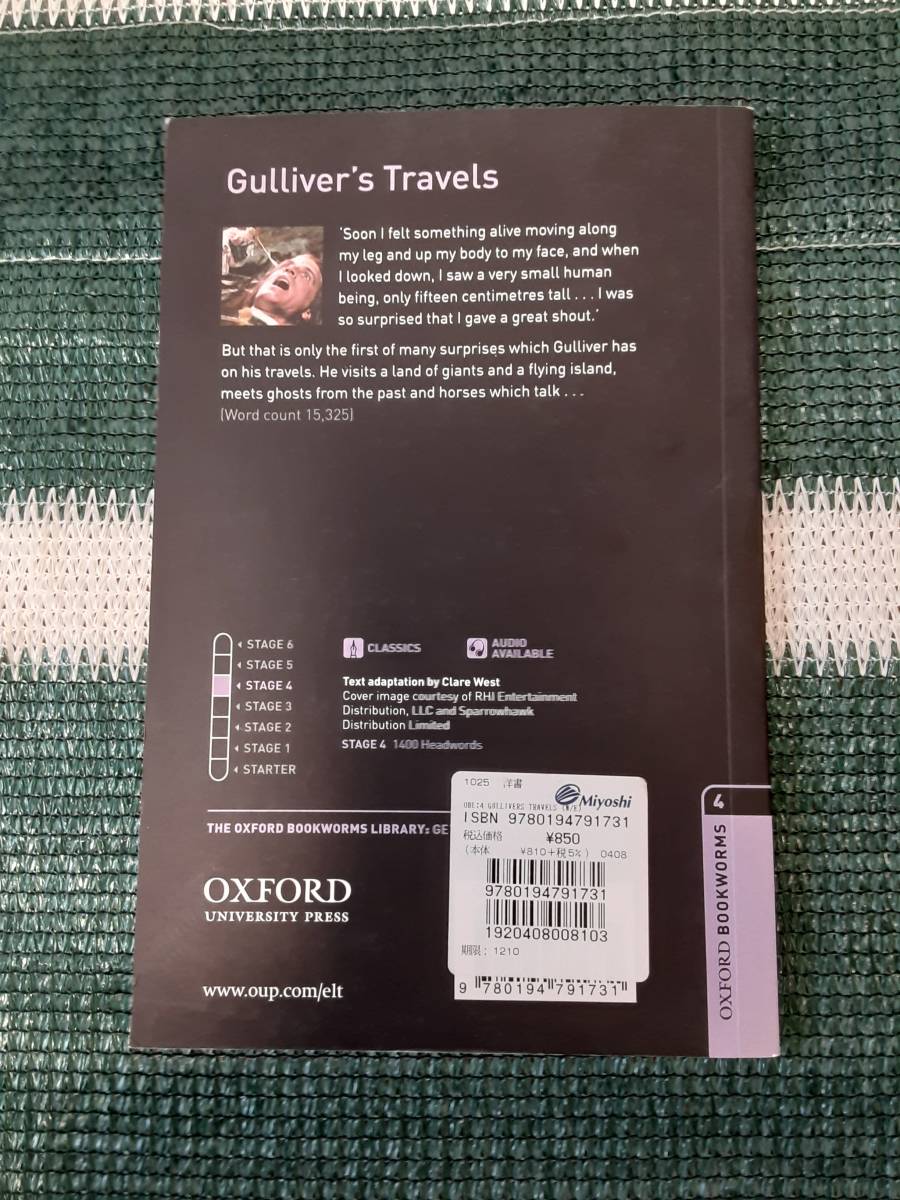 Gulliver's Travels
'Soon I felt something alive moving along
my leg and up my body to my face, and when
I looked down, I saw a very small human
being, only fifteen centimetres tall . . . I was
so surprised that I gave a great shout.'
But that is only the first of many surprises which Gulliver has
on his travels. He visits a land of giants and a flying island,
meets ghosts from the past and horses which talk . . .
(Word count 15,325)
STAGE 6
STAGE 5
STAGE 4
STAGE 3
STAGE 2
STAGE 1
STARTER
CLASSICS
AUDIO
AVAILABLE
Text adaptation by Clare West
Cover image courtesy of RHI Entertainment
Distribution, LLC and Sparrowhawk
Distribution Limited
STAGE 4 1400 Headwords
THE OXFORD BOOKWORMS LIBRARY: GE
OXFORD
UNIVERSITY PRESS
www.oup.com/elt
1025 洋書
Miyoshi
OBL:4 GULLIVERS TRAVELS (N/E)
ISBN 9780194791731
税込価格 ¥850
(本体 ¥810+税5%) 0408
9780194791731
1920408008103
期限: 1210
9 780194 791731
4
OXFORD BOOKWORMS